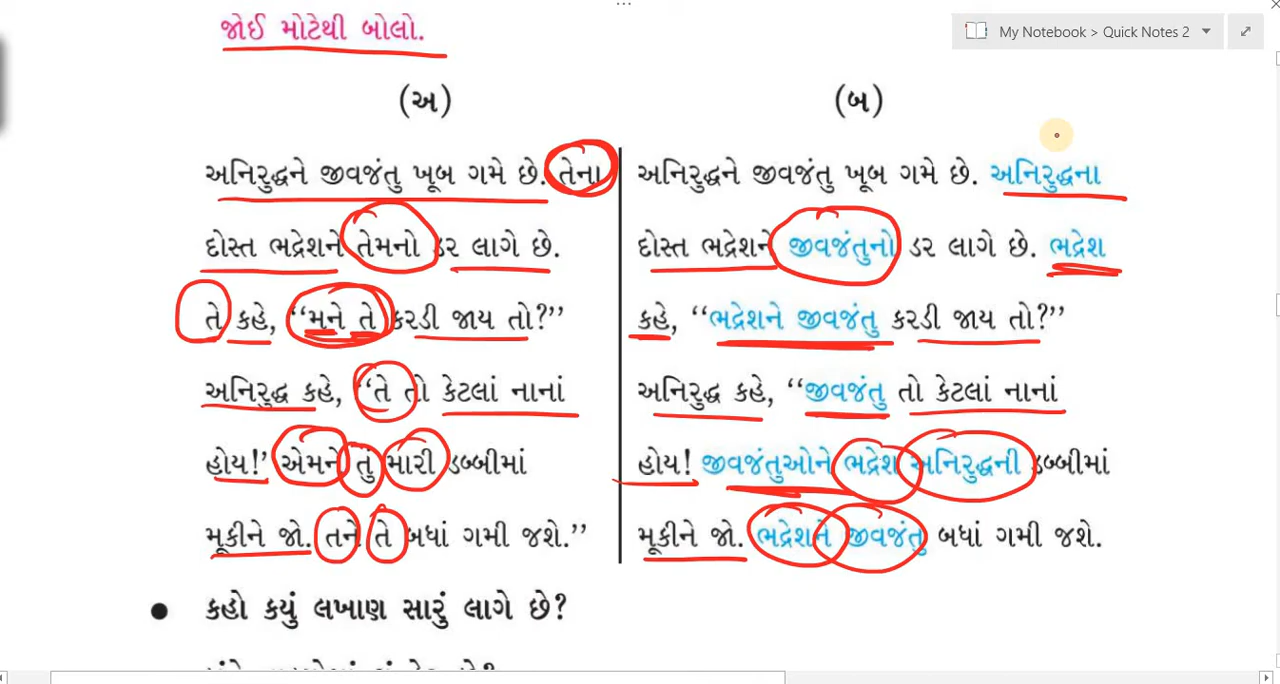 જોઈ મોટેથી બોલો.
My Notebook > Quick Notes 2
(અ)
અનિરુદ્ધને જીવજંતુ ખૂબ ગમે છે. તેના
દોસ્ત ભદ્રેશને તેમનો ડર લાગે છે.
તે કહે, “મને તે કરડી જાય તો?”
અનિરુદ્ધ કહે, “તે તો કેટલાં નાનાં
હોય!’ એમને તું મારી ડબ્બીમાં
મૂકીને જો. તને તે બધાં ગમી જશે.”
(બ)
અનિરુદ્ધને જીવજંતુ ખૂબ ગમે છે. અનિરુદ્ધના
દોસ્ત ભદ્રેશને જીવજંતુનો ડર લાગે છે. ભદ્રેશ
કહે, “ભદ્રેશને જીવજંતુ કરડી જાય તો?”
અનિરુદ્ધ કહે, “જીવજંતુ તો કેટલાં નાનાં
હોય! જીવજંતુઓને ભદ્રેશ અનિરુદ્ધની ડબ્બીમાં
મૂકીને જો. ભદ્રેશને જીવજંતુ બધાં ગમી જશે.
● કહો કયું લખાણ સારું લાગે છે?